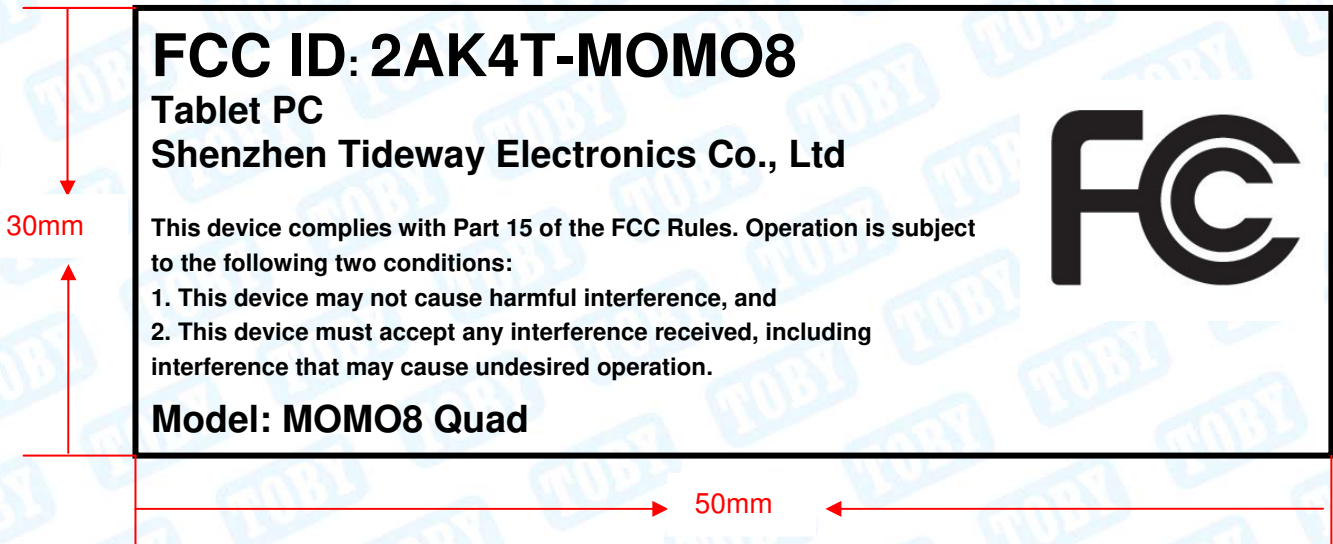 FCC ID: 2AK4T-MOMO8
Tablet PC
Shenzhen Tideway Electronics Co., Ltd
FC
30mm
This device complies with Part 15 of the FCC Rules. Operation is subject
to the following two conditions:
1. This device may not cause harmful interference, and
2. This device must accept any interference received, including
interference that may cause undesired operation.
Model: MOMO8 Quad
50mm
TOBY